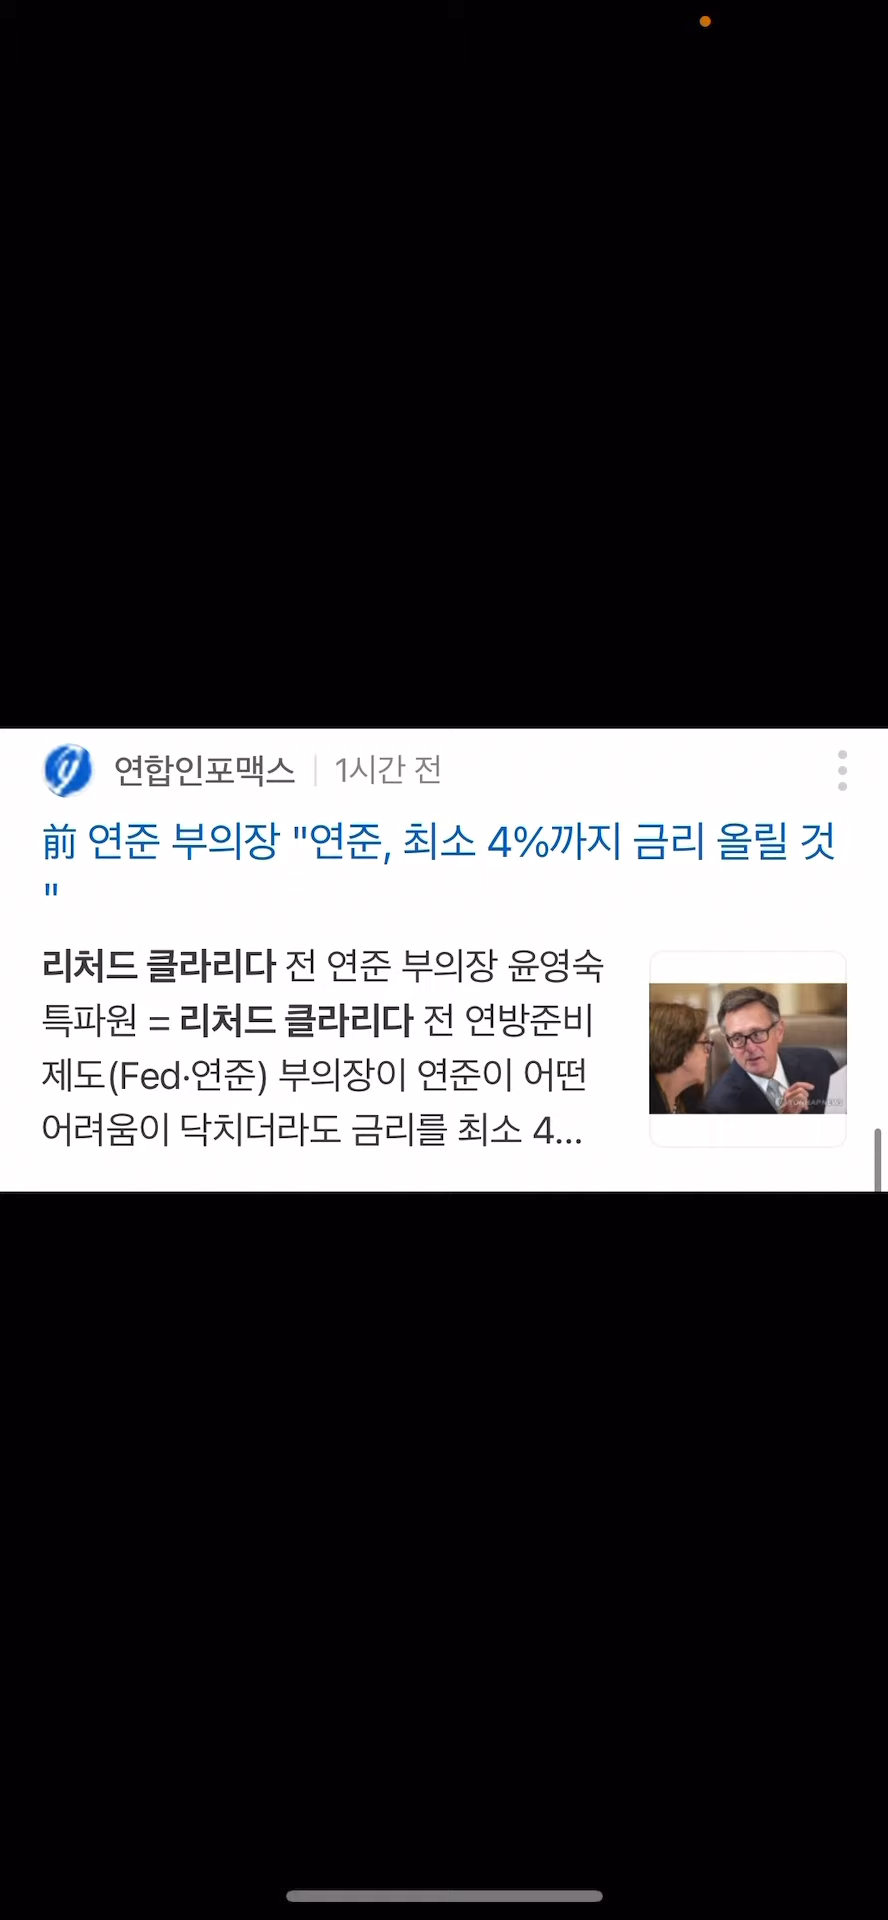 연합인포맥스 | 1시간 전
前 연준 부의장 "연준, 최소 4%까지 금리 올릴 것
"
리처드 클라리다 전 연준 부의장 윤영숙
특파원 = 리처드 클라리다 전 연방준비
제도(Fed·연준) 부의장이 연준이 어떤
어려움이 닥치더라도 금리를 최소 4...
YONHAPNEWS